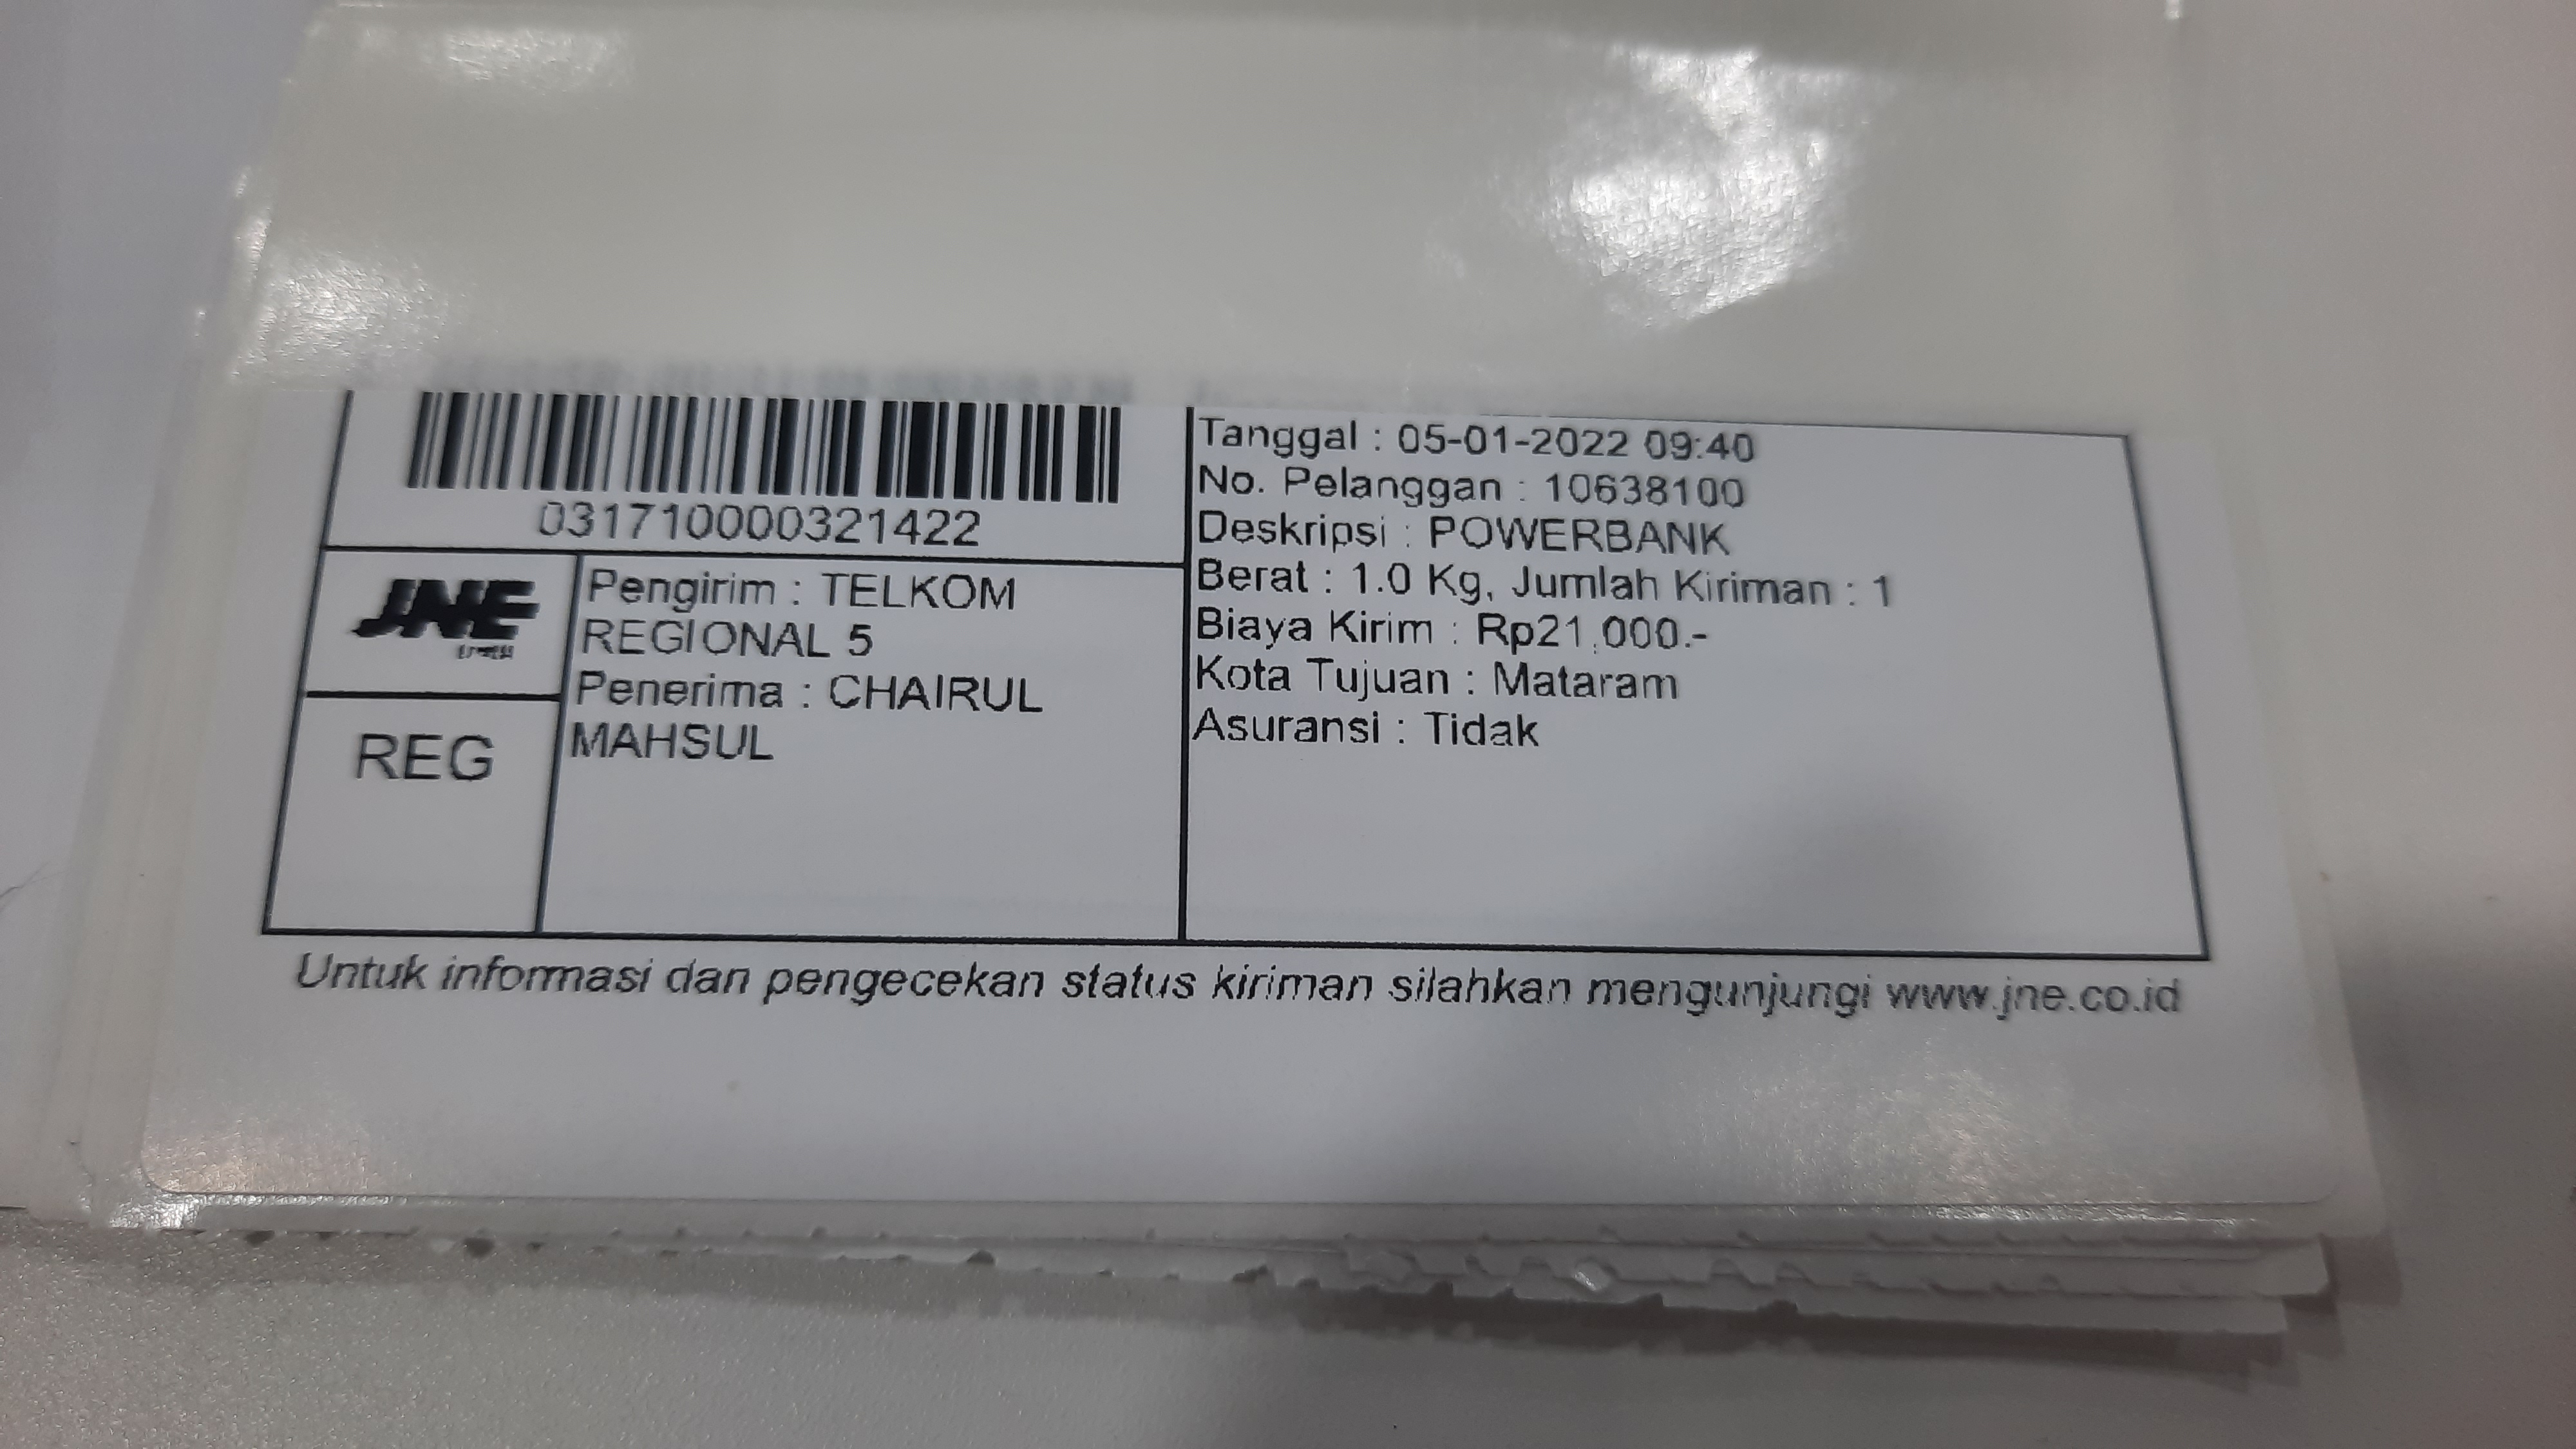 031710000321422
JNE
REG
Pengirim : TELKOM
REGIONAL 5
Penerima : CHAIRUL
MAHSUL
Tanggal : 05-01-2022 09:40
No. Pelanggan : 10638100
Deskripsi : POWERBANK
Berat : 1.0 Kg, Jumlah Kiriman : 1
Biaya Kirim : Rp21,000.-
Kota Tujuan : Mataram
Asuransi : Tidak
Untuk informasi dan pengecekan status kiriman silahkan mengunjungi www.jne.co.id